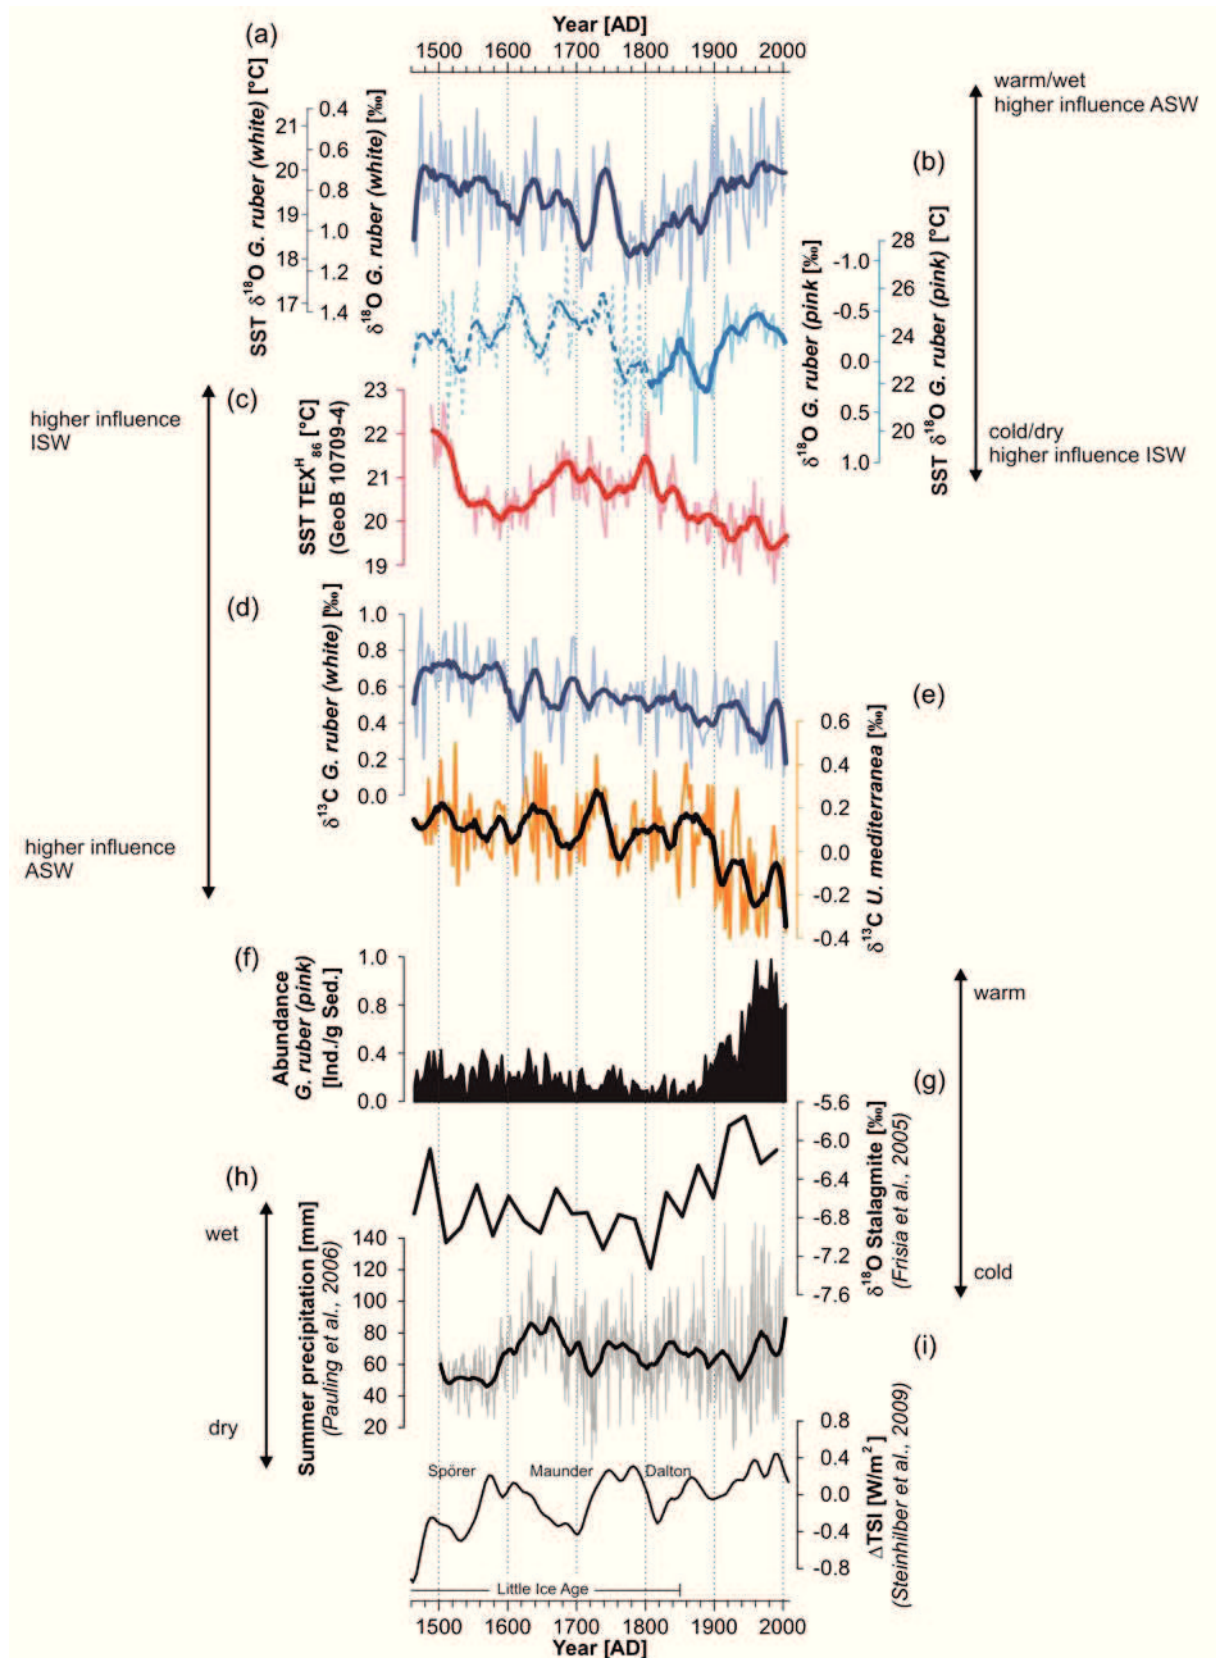 Year [AD]
1500 1600 1700 1800 1900 2000
(a)
SST δ18O G. ruber (white) [°C]
21
20
19
18
17
δ18O G. ruber (white) [‰]
0.4
0.6
0.8
1.0
1.2
1.4
warm/wet
higher influence ASW
(b)
δ18O G. ruber (pink [‰]
-1.0
-0.5
0.0
0.5
1.0
SST δ18O G. ruber (pink) [°C]
28
26
24
22
20
cold/dry
higher influence ISW
higher influence
ISW
(c)
SST TEXH86 [°C]
(GeoB 10709-4)
23
22
21
20
19
(d)
δ13C G. ruber (white) [‰]
1.0
0.8
0.6
0.4
0.2
0.0
(e)
0.6
0.4
0.2
0.0
-0.2
-0.4
δ13C U. mediterranea [‰]
higher influence
ASW
(f)
Abundance
G. ruber (pink)
[Ind./g Sed.]
1.0
0.8
0.4
0.0
warm
(g)
-5.6
-6.0
-6.4
-6.8
-7.2
-7.6
δ18O Stalagmite [‰]
(Frisia et al., 2005)
cold
(h)
wet
dry
Summer precipitation [mm]
(Pauling et al., 2006)
140
120
100
80
60
40
20
(i)
0.8
0.4
0.0
-0.4
-0.8
ΔTSI [W/m2]
(Steinhilber et al., 2009)
Spörer Maunder Dalton
Little Ice Age
1500 1600 1700 1800 1900 2000
Year [AD]